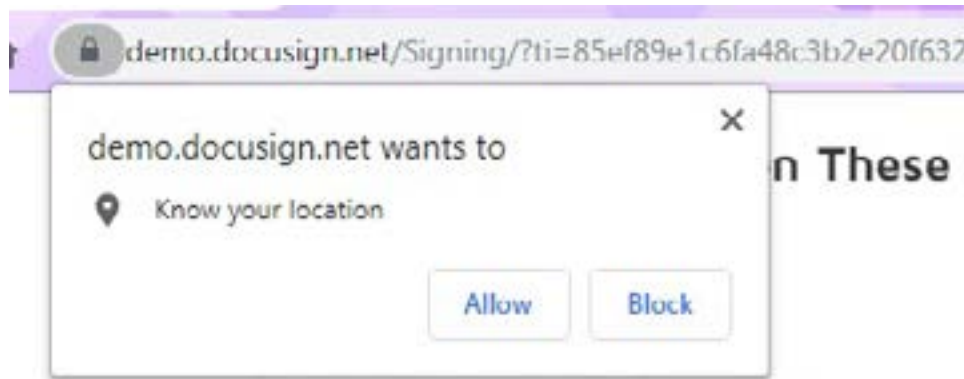 demo.docusign.net/Signing/?ti=85ef89e1c6fa48c3b2e20f632
demo.docusign.net wants to
Know your location
n These
Allow Block